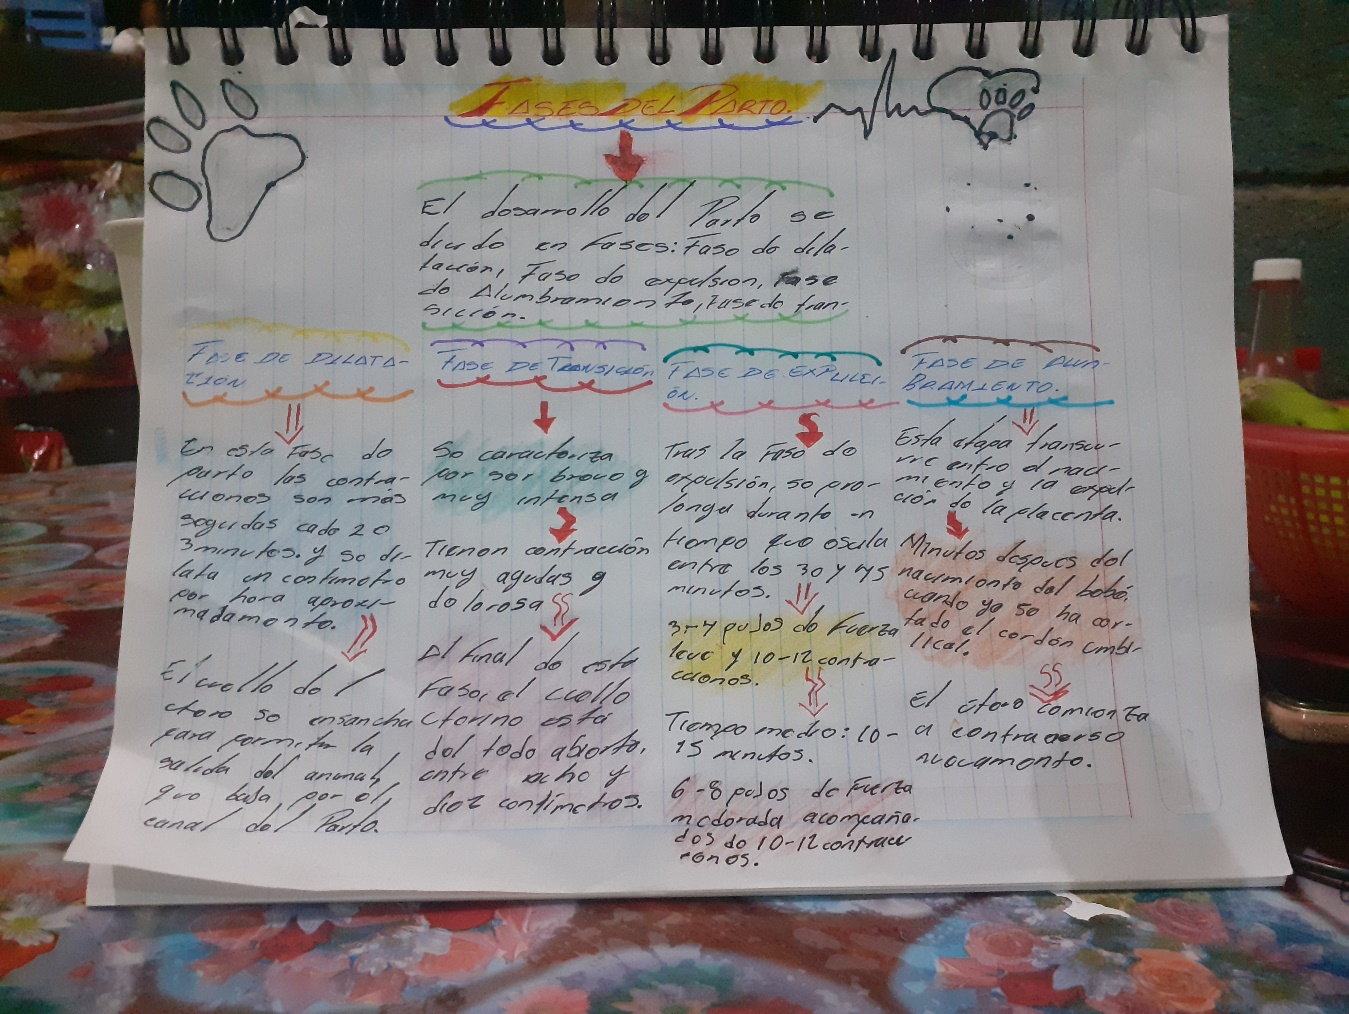 FASES DEL PARTO.
El desarrollo del Parto se
divide en Fases: Fase de dila-
tación, Fase de expulsion, Fase
de Alumbramiento, Fase de tran-
sición.
FASE DE DILATA-
CIÓN
En esta Fase de
parto las contra-
ciones son más
seguidas cada 2 o
3 minutos. y se di-
lata un centimetro
por hora aproxi-
madamente.
El cuello del
útero se ensancha
para permitir la
salida del animal,
que baja por el
canal del Parto.
FASE DE TRANSICIÓN
Se caracteriza
por ser breve y
muy intensa
Tienen contracción
muy agudas y
dolorosa
Al final de esta
Fase, el cuello
Uterino está
del todo abierto,
entre ocho y
diez centímetros.
FASE DE EXPULCI-
ÓN.
Tras la Fase de
expulsión, se pro-
longa durante un
tiempo que oscila
entre los 30 y 45
minutos.
3-4 pujos de Fuerza
leve y 10-12 contra-
ciones.
Tiempo medio: 10-
15 minutos.
6-8 pujos de Fuerza
moderada acompaña-
dos de 10-12 contracc
iones.
FASE DE ALUM-
BRAMIENTO.
Esta etapa transcu-
rre entre el naci-
miento y la expul-
ción de la placenta.
Minutos despues del
nacimiento del bebé,
cuando ya se ha cor-
tado el cordón umbi-
lical.
El útero comienza
a contraerse
nuevamente.